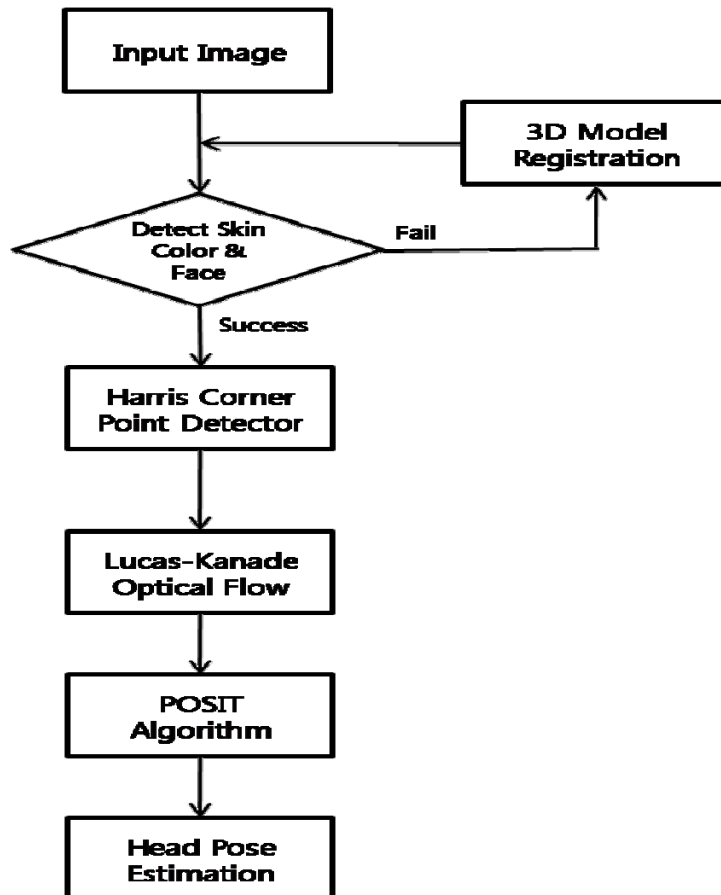 Input Image
3D Model
Registration
Detect Skin
Color &
Face
Fail
Success
Harris Corner
Point Detector
Lucas-Kanade
Optical Flow
POSIT
Algorithm
Head Pose
Estimation